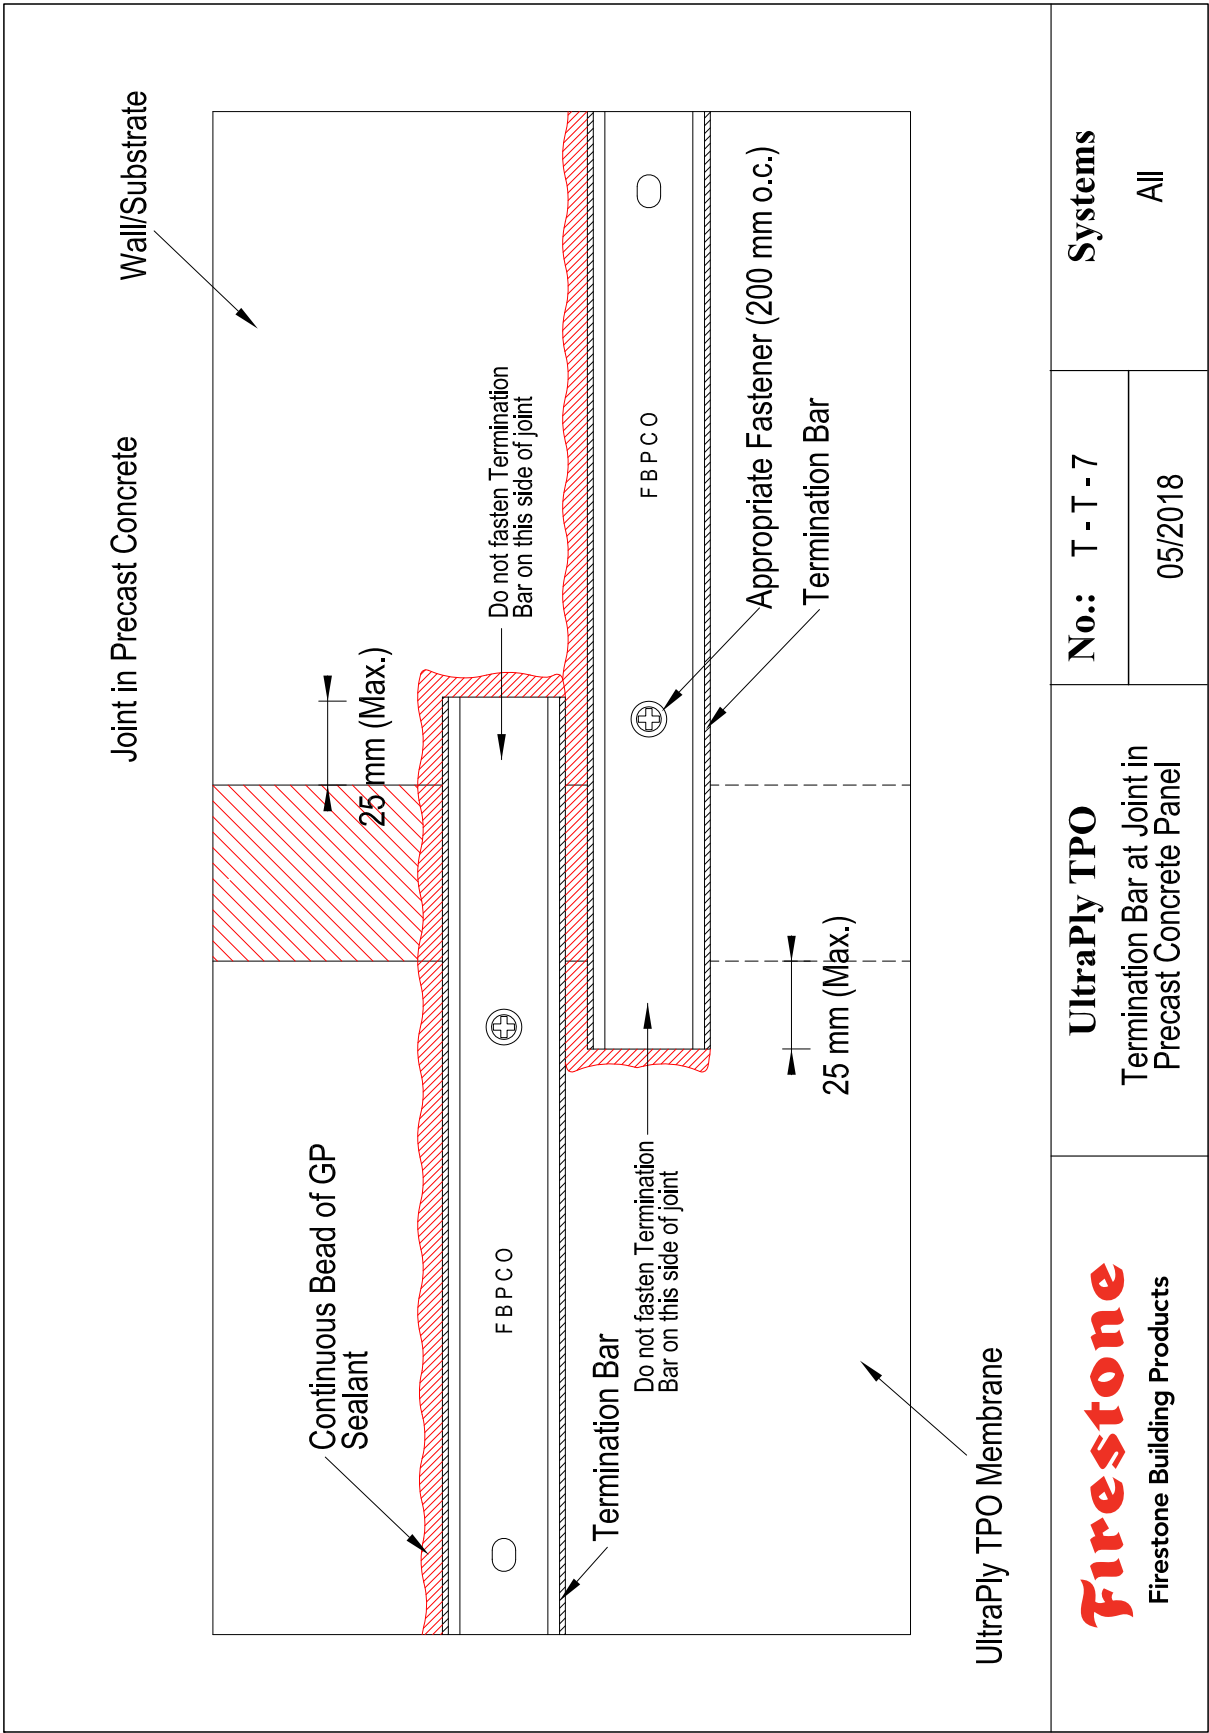 Joint in Precast Concrete
Wall/Substrate
25 mm (Max.)
Do not fasten Termination
Bar on this side of joint
Continuous Bead of GP
Sealant
FBPCO
FBPCO
Appropriate Fastener (200 mm o.c.)
Termination Bar
Termination Bar
Do not fasten Termination
Bar on this side of joint
25 mm (Max.)
UltraPly TPO Membrane
Firestone
Firestone Building Products
UltraPly TPO
Termination Bar at Joint in
Precast Concrete Panel
No.: T - T - 7
05/2018
Systems
All